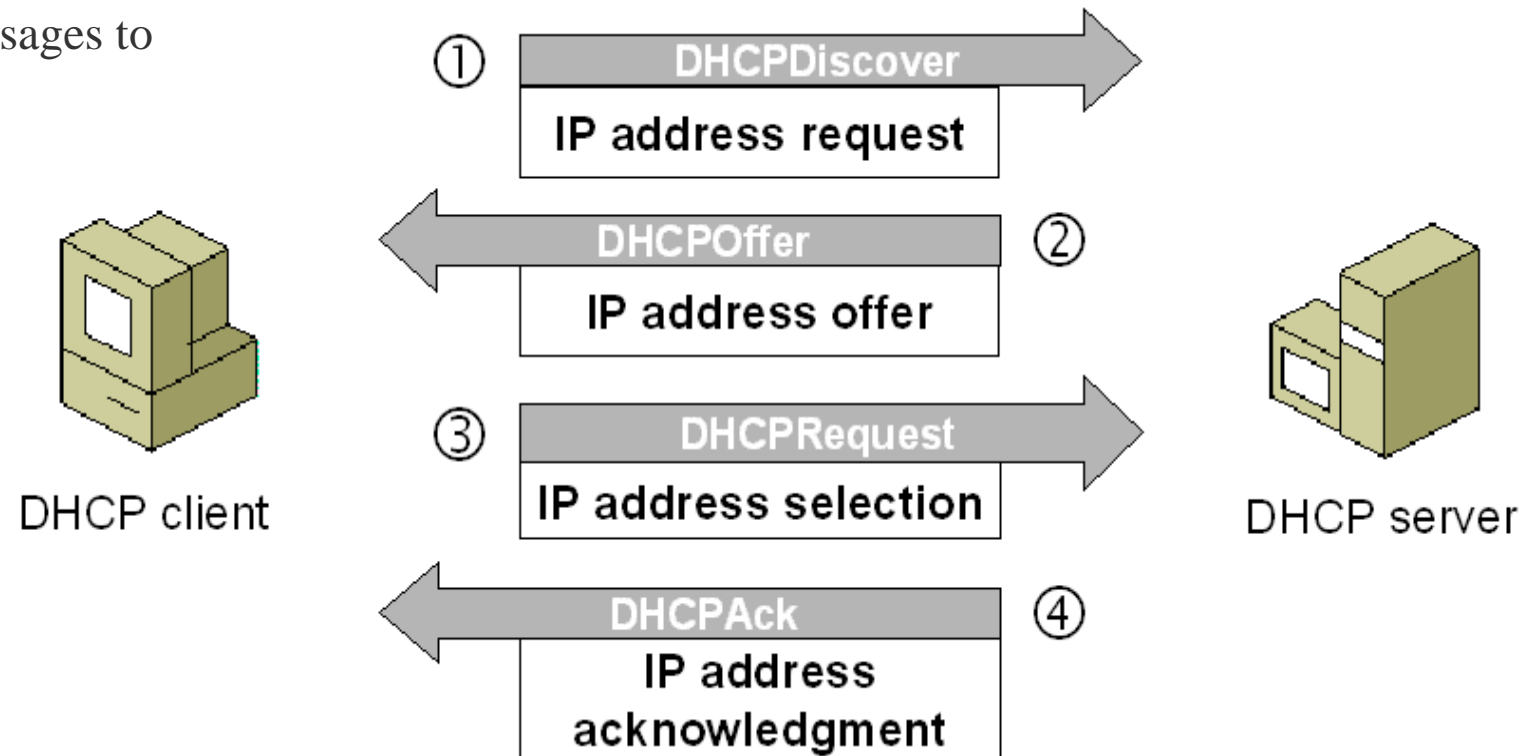 sages to
① DHCPDiscover
IP address request
DHCPOffer ②
IP address offer
③ DHCPRequest
IP address selection
DHCP client
DHCP server
DHCPAck ④
IP address
acknowledgment